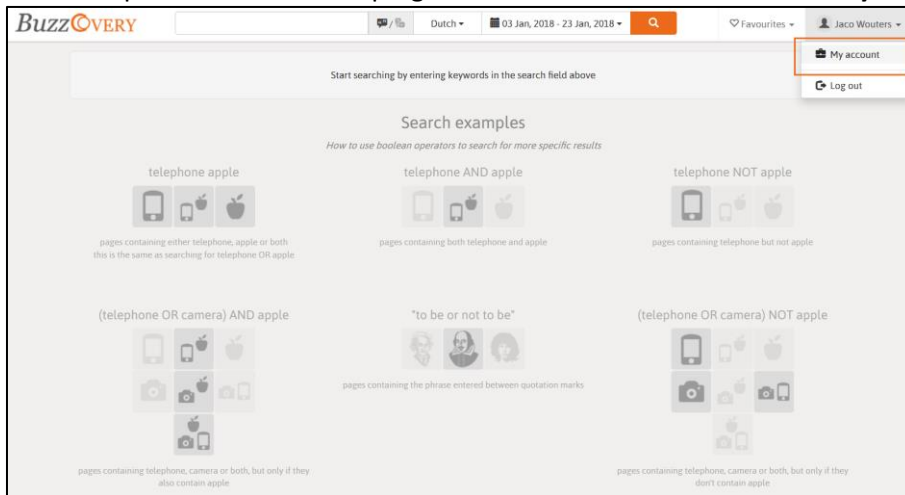 BuzzOVERY
Dutch
03 Jan, 2018 - 23 Jan, 2018
Favourites
Jaco Wouters
My account
Log out
Start searching by entering keywords in the search field above
Search examples
How to use boolean operators to search for more specific results
telephone apple
telephone AND apple
telephone NOT apple
pages containing either telephone, apple or both
this is the same as searching for telephone OR apple
pages containing both telephone and apple
pages containing telephone but not apple
(telephone OR camera) AND apple
"to be or not to be"
(telephone OR camera) NOT apple
pages containing the phrase entered between quotation marks
pages containing telephone, camera or both, but only if they
also contain apple
pages containing telephone, camera or both, but only if they
don't contain apple